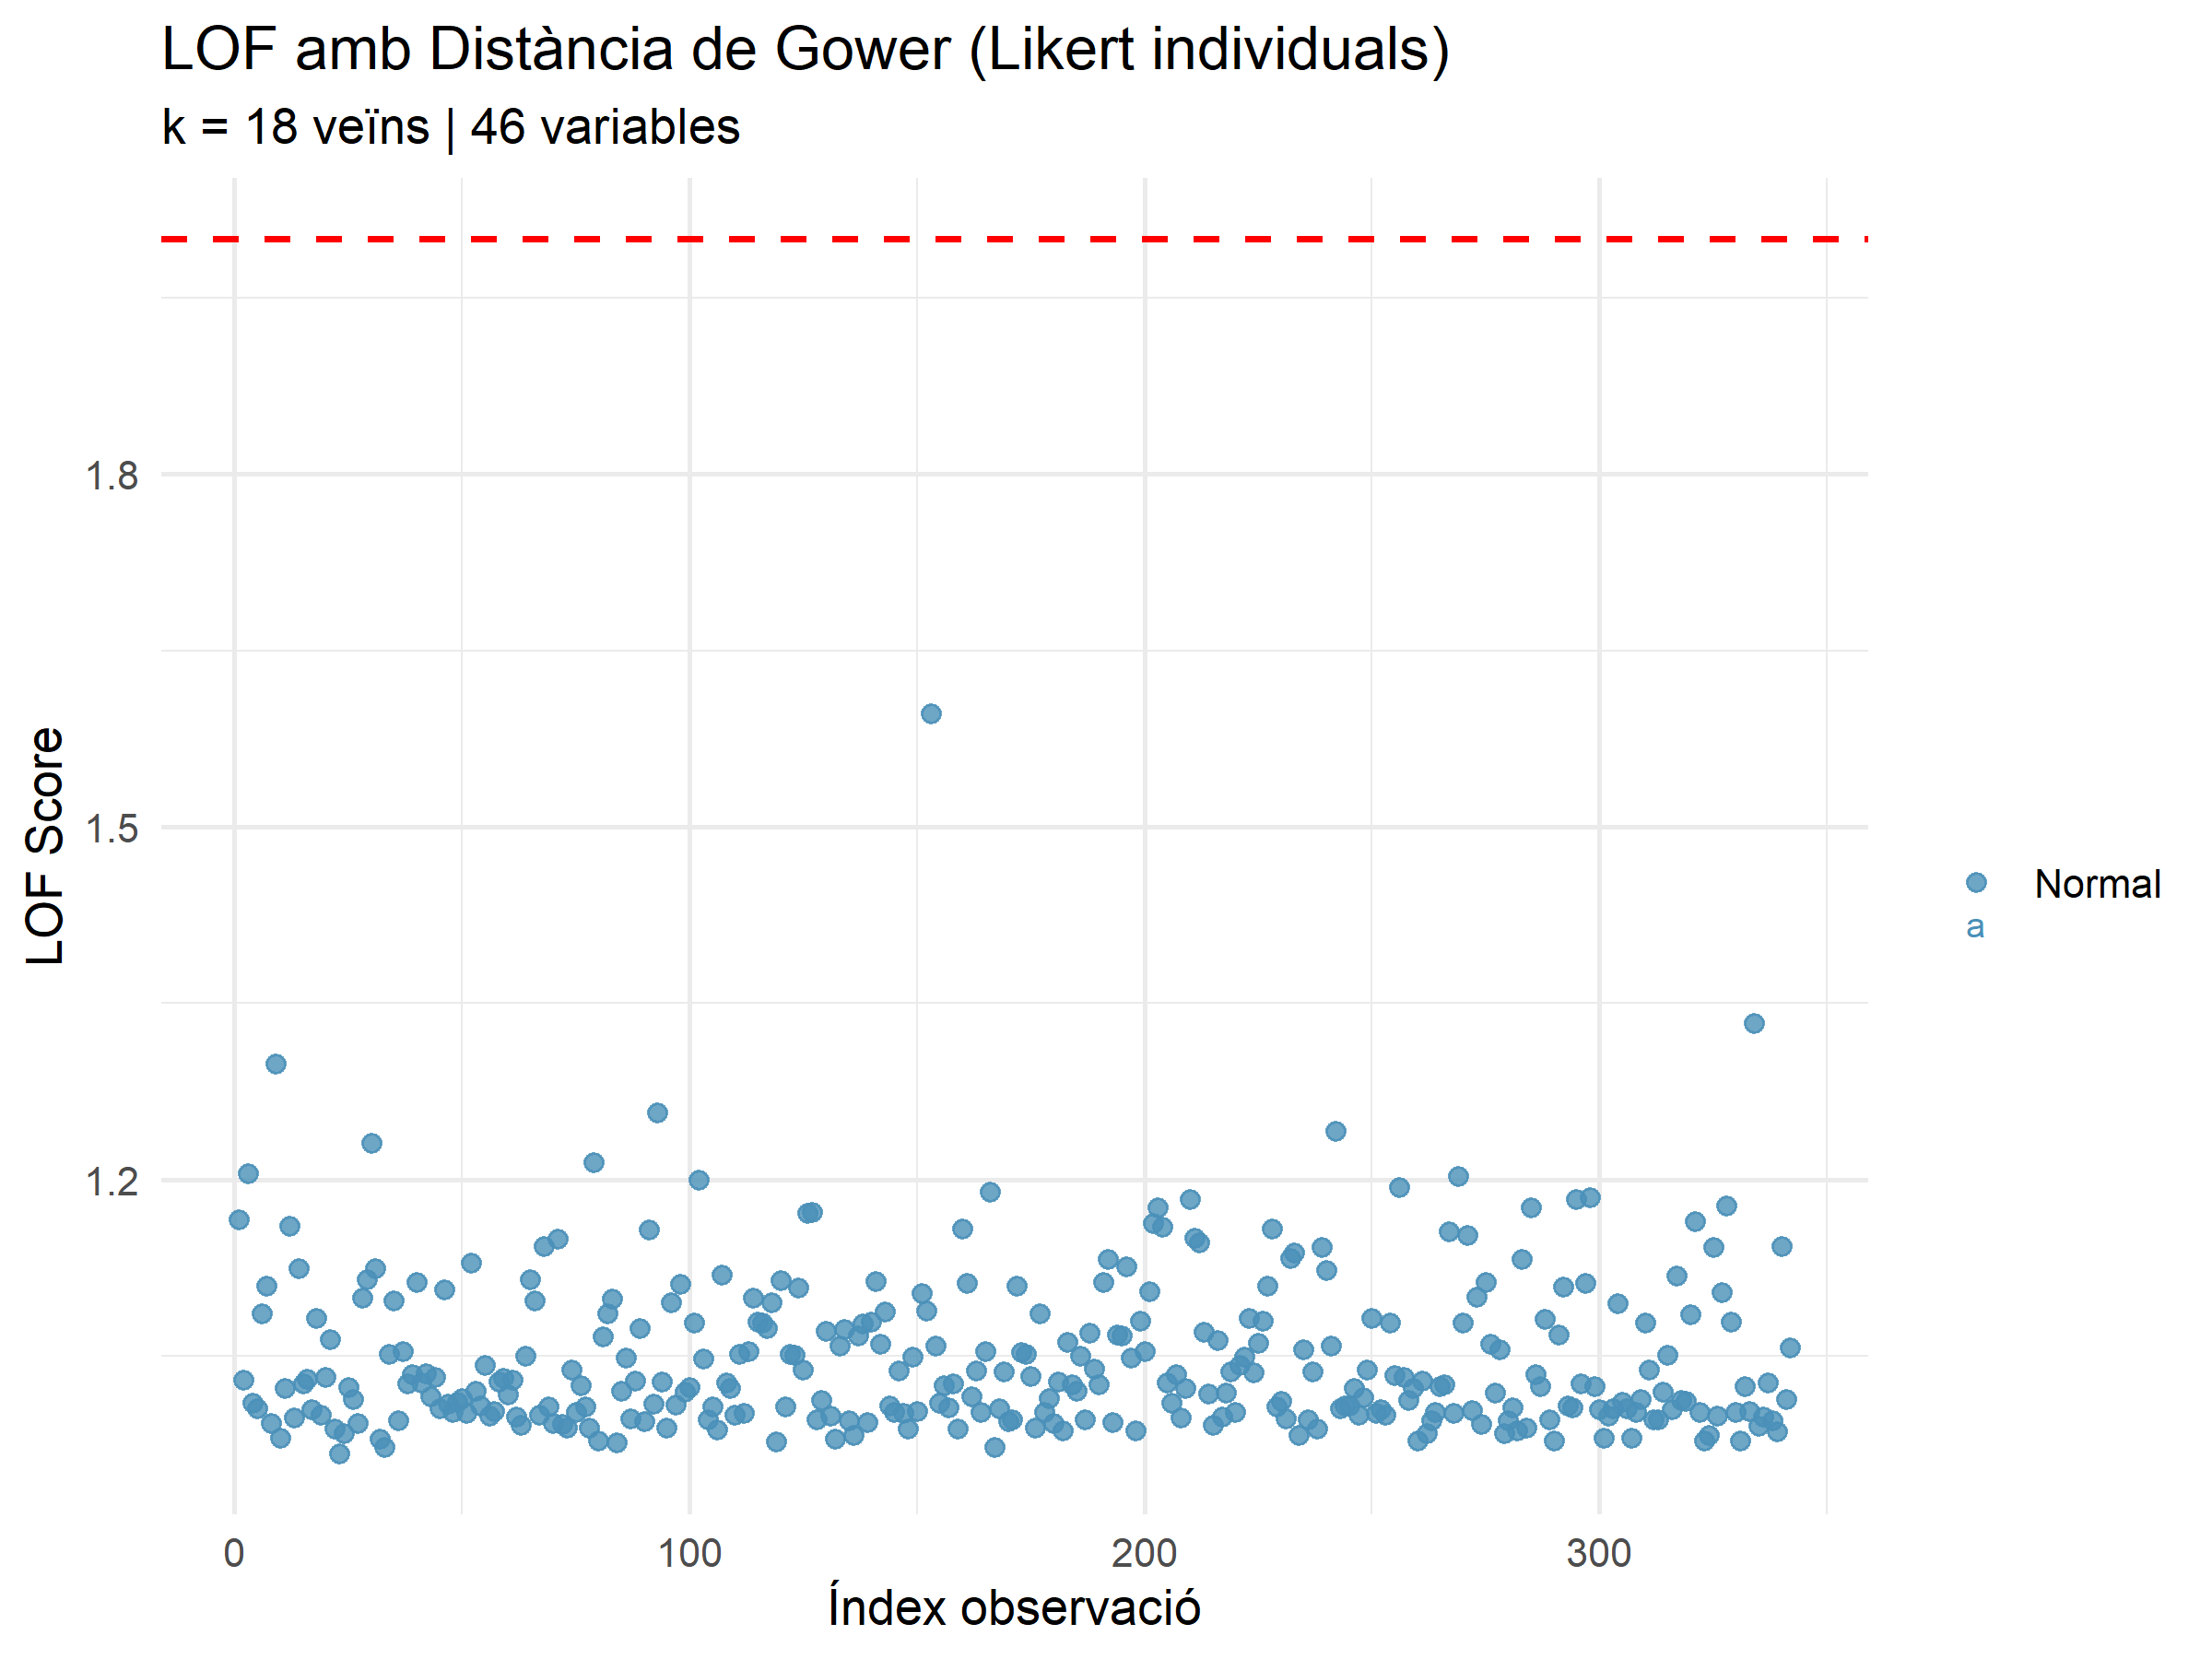 LOF amb Distància de Gower (Likert individuals)
k = 18 veïns | 46 variables
LOF Score
1.8
1.5
1.2
0
100
200
300
Índex observació
Normal
a